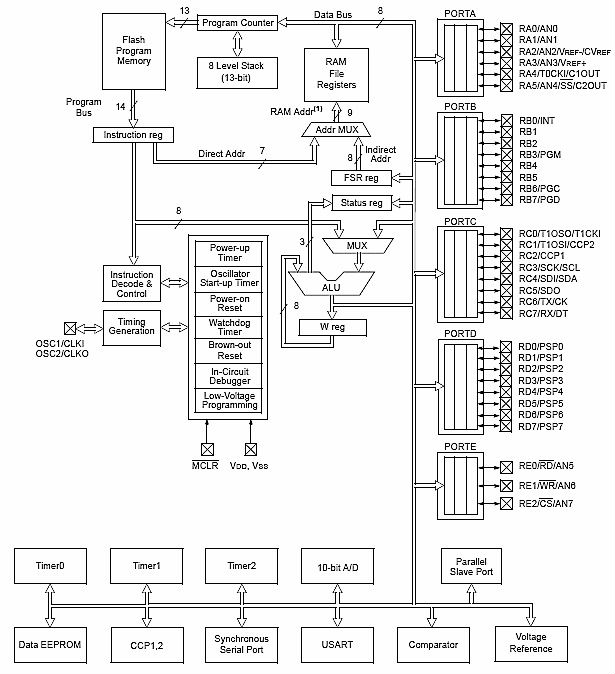 13
Program Counter
Data Bus
8
PORTA
Flash
Program
Memory
8 Level Stack
(13-bit)
RAM
File
Registers
RA0/AN0
RA1/AN1
RA2/AN2/VREF-/CVREF
RA3/AN3/VREF+
RA4/T0CKI/C1OUT
RA5/AN4/SS/C2OUT
Program
Bus
14
RAM Addr(1)
9
PORTB
Instruction reg
Addr MUX
Direct Addr
7
8
Indirect
Addr
FSR reg
RB0/INT
RB1
RB2
RB3/PGM
RB4
RB5
RB6/PGC
RB7/PGD
Status reg
8
PORTC
3
MUX
RC0/T1OSO/T1CKI
RC1/T1OSI/CCP2
RC2/CCP1
RC3/SCK/SCL
RC4/SDI/SDA
RC5/SDO
RC6/TX/CK
RC7/RX/DT
Power-up
Timer
Instruction
Decode &
Control
Oscillator
Start-up Timer
ALU
Power-on
Reset
8
W reg
Timing
Generation
Watchdog
Timer
OSC1/CLKI
OSC2/CLKO
Brown-out
Reset
In-Circuit
Debugger
Low-Voltage
Programming
PORTD
RD0/PSP0
RD1/PSP1
RD2/PSP2
RD3/PSP3
RD4/PSP4
RD5/PSP5
RD6/PSP6
RD7/PSP7
MCLR
VDD, VSS
PORTE
RE0/RD/AN5
RE1/WR/AN6
RE2/CS/AN7
Timer0
Timer1
Timer2
10-bit A/D
Parallel
Slave Port
Data EEPROM
CCP1,2
Synchronous
Serial Port
USART
Comparator
Voltage
Reference